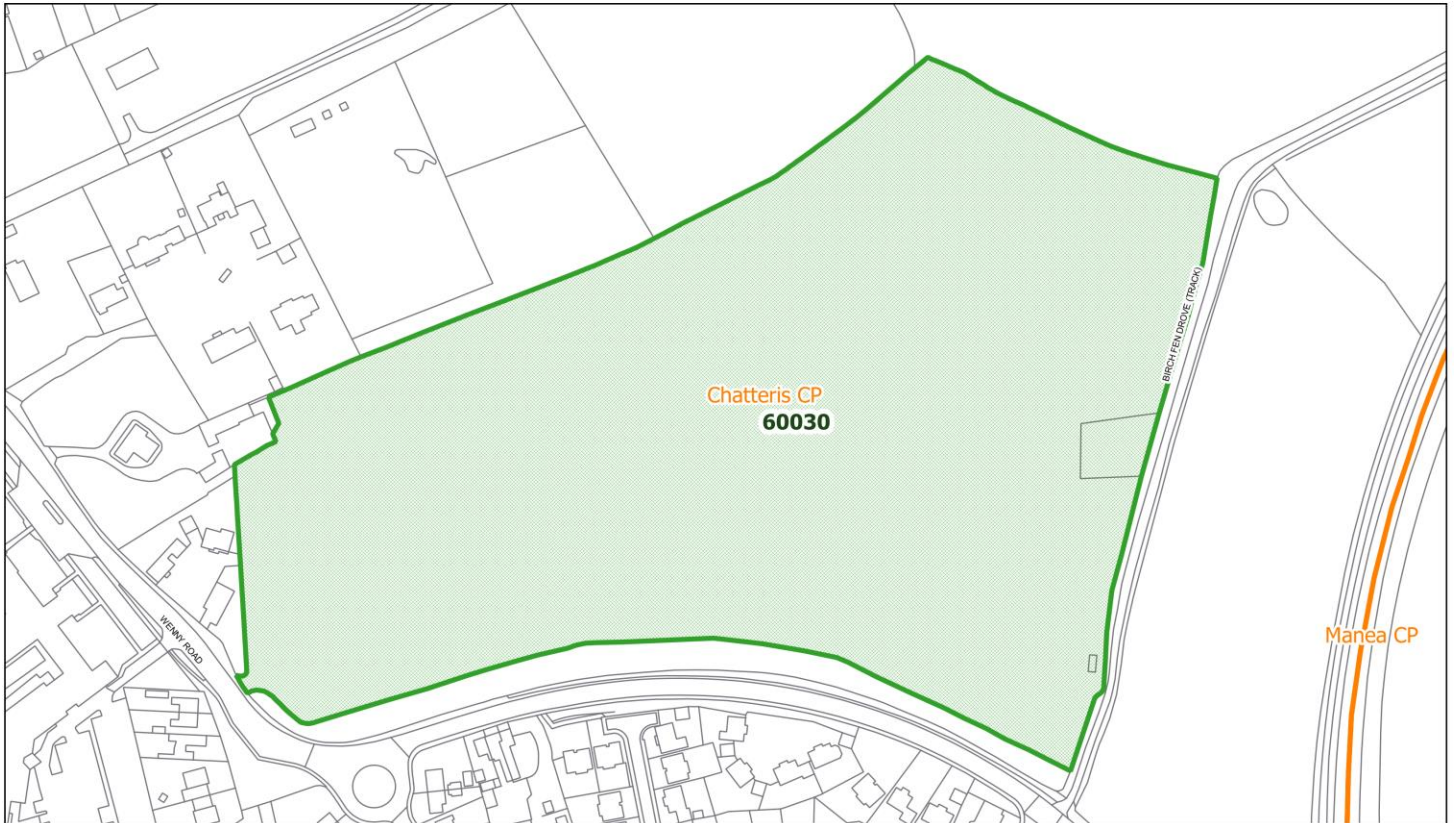 BIRCH FEN DROVE (TRACK)
Chatteris CP
60030
WENNY ROAD
Manea CP